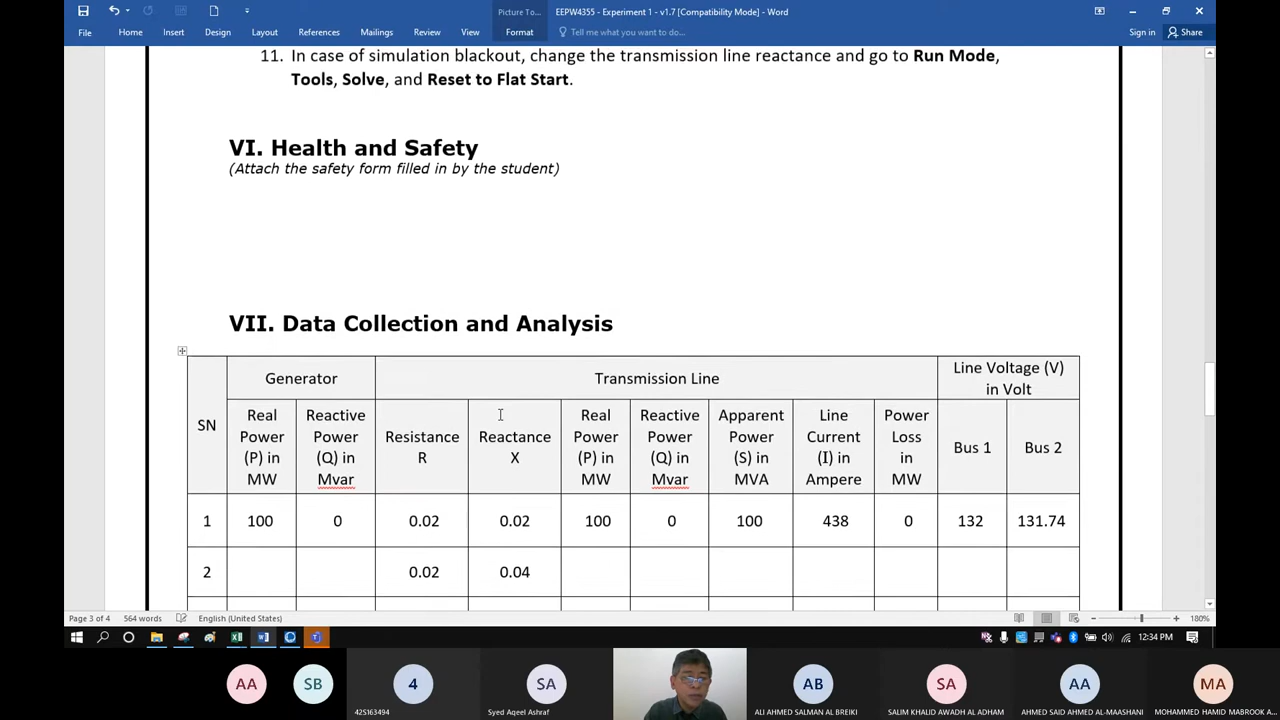 Picture To...
EEPW4355 - Experiment 1 - v1.7 [Compatibility Mode] - Word
File
Home
Insert
Design
Layout
References
Mailings
Review
View
Format
Tell me what you want to do...
Sign in
Share
11. In case of simulation blackout, change the transmission line reactance and go to Run Mode,
Tools, Solve, and Reset to Flat Start.
VI. Health and Safety
(Attach the safety form filled in by the student)
VII. Data Collection and Analysis
SN
Generator
Transmission Line
Line Voltage (V)
in Volt
Real
Power
(P) in
MW
Reactive
Power
(Q) in
Mvar
Resistance
R
Reactance
X
Real
Power
(P) in
MW
Reactive
Power
(Q) in
Mvar
Apparent
Power
(S) in
MVA
Line
Current
(I) in
Ampere
Power
Loss
in
MW
Bus 1
Bus 2
1 100 0 0.02 0.02 100 0 100 438 0 132 131.74
2 0.02 0.04
Page 3 of 4
564 words
English (United States)
180%
12:34 PM
AA
SB
4
425163494
SA
Syed Aqeel Ashraf
AB
ALI AHMED SALMAN AL BREIKI
SA
SALIM KHALID AWADH AL ADHAM
AA
AHMED SAID AHMED AL-MAASHANI
MA
MOHAMMED HAMID MABROOK A...